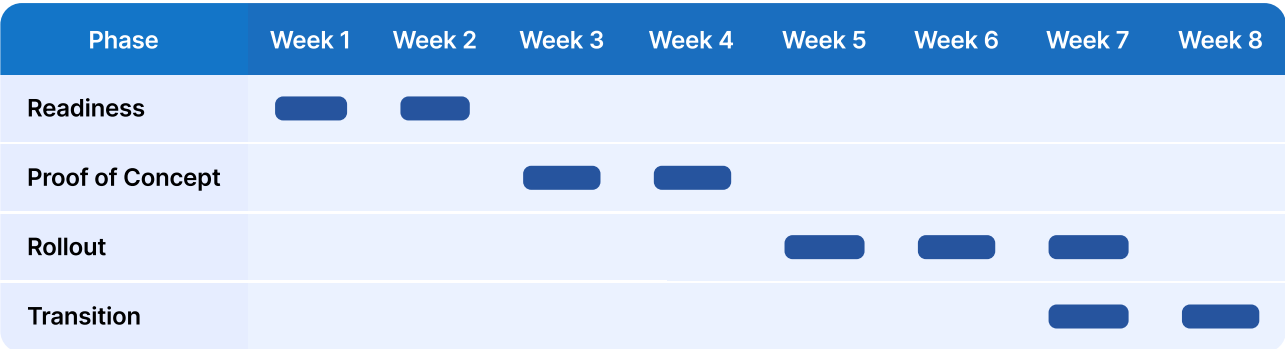 Phase Week 1 Week 2 Week 3 Week 4 Week 5 Week 6 Week 7 Week 8
Readiness
Proof of Concept
Rollout
Transition